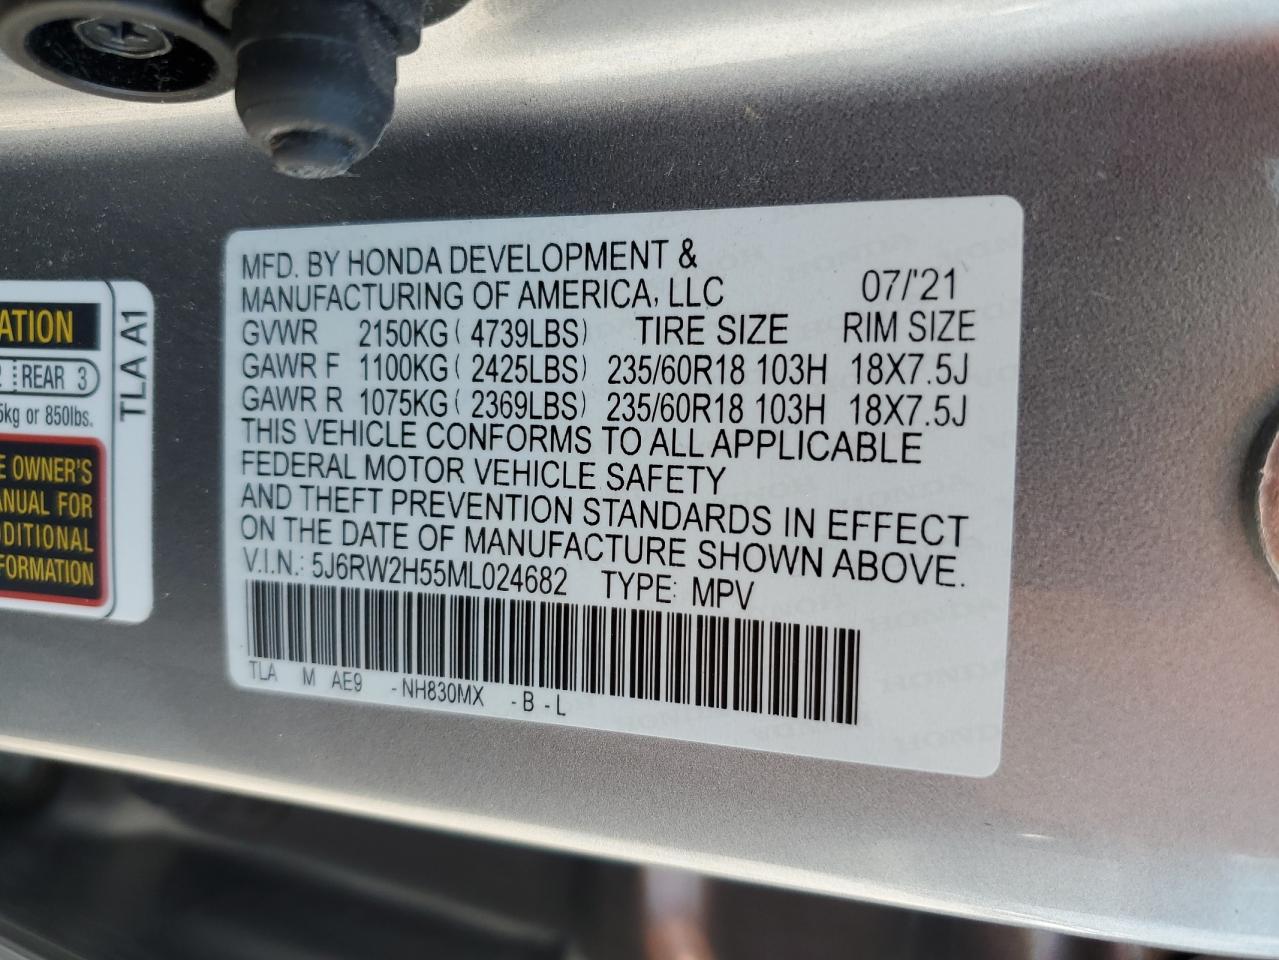 ATION
2 REAR 3
5kg or 850lbs.
E OWNER'S
ANUAL FOR
DDITIONAL
FORMATION
TLA A1
MFD. BY HONDA DEVELOPMENT &
MANUFACTURING OF AMERICA, LLC 07/'21
GVWR 2150KG ( 4739LBS) TIRE SIZE RIM SIZE
GAWR F 1100KG ( 2425LBS) 235/60R18 103H 18X7.5J
GAWR R 1075KG ( 2369LBS) 235/60R18 103H 18X7.5J
THIS VEHICLE CONFORMS TO ALL APPLICABLE
FEDERAL MOTOR VEHICLE SAFETY
AND THEFT PREVENTION STANDARDS IN EFFECT
ON THE DATE OF MANUFACTURE SHOWN ABOVE.
V.I.N.: 5J6RW2H55ML024682 TYPE: MPV
TLA M AE9 -NH830MX -B -L